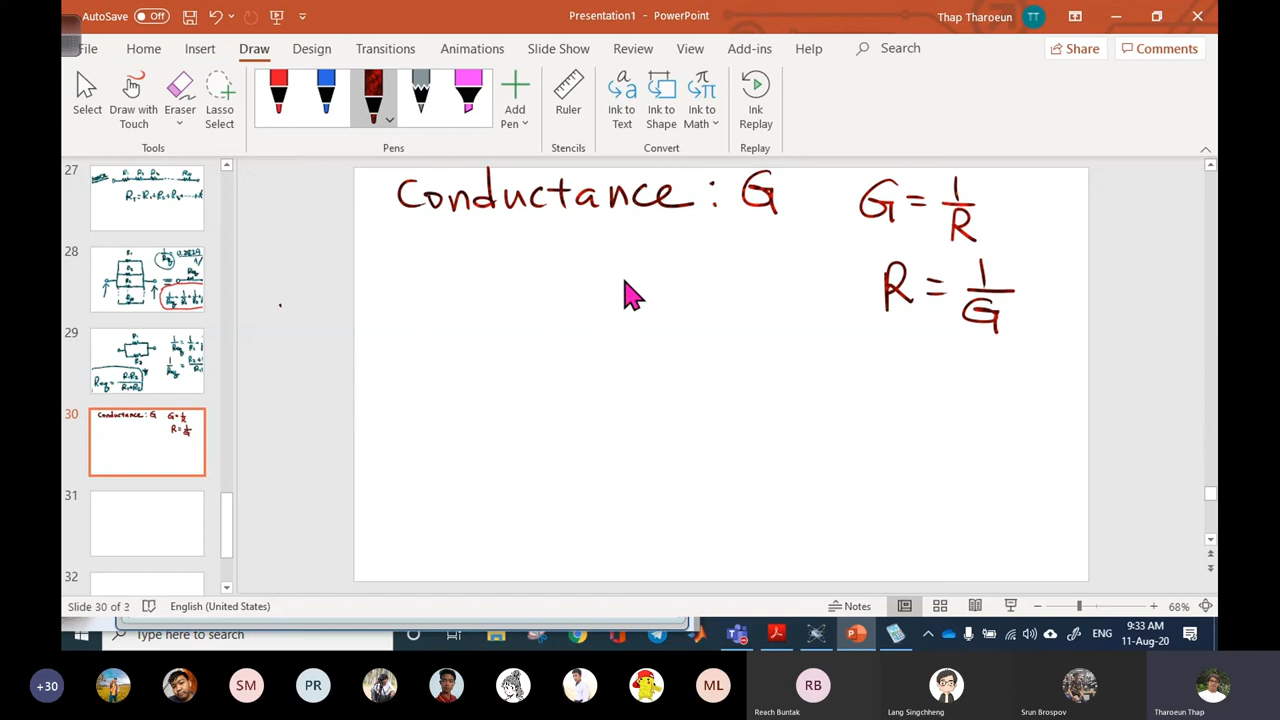 AutoSave Off
Presentation1 - PowerPoint
Thap Tharoeun TT
File Home Insert Draw Design Transitions Animations Slide Show Review View Add-ins Help Search Share Comments
Select
Draw with Touch
Eraser
Lasso Select
Add Pen
Ruler
Ink to Text
Ink to Shape
Ink to Math
Ink Replay
Tools Pens Stencils Convert Replay
27
28
29
30
Conductance: G G=1/R
R=1/G
31
32
Conductance : G G = 1/R
R = 1/G
Slide 30 of 3 English (United States) Notes 68%
Type here to search
ENG
9:33 AM
11-Aug-20
+30 SM PR ML RB
Reach Buntak Lang Singchheng Srun Brospov Tharoeun Thap